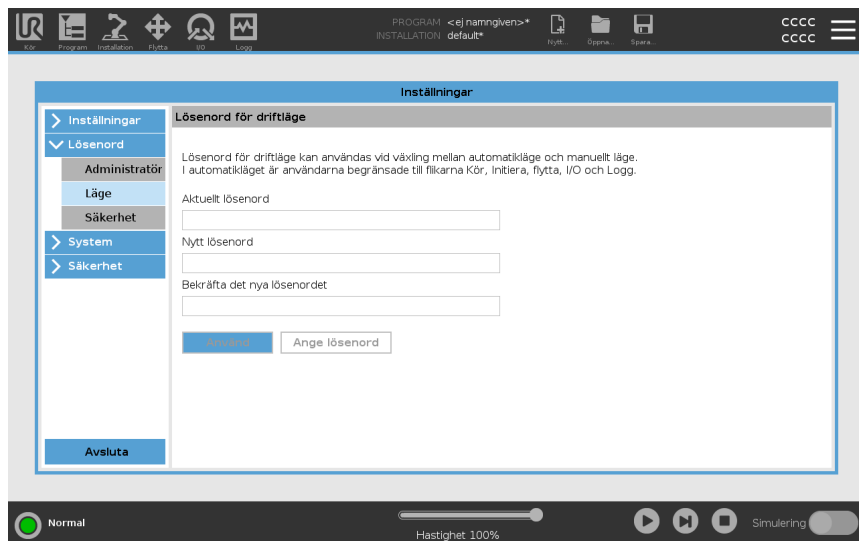 UR
PROGRAM <ej namngiven>*
INSTALLATION default*
CCCC
CCCC
Kör
Program
Installation
Flytta
I/O
Logg
Nytt...
Öppna...
Spara...
Inställningar
Inställningar
Lösenord
Administratör
Läge
Säkerhet
System
Säkerhet
Avsluta
Lösenord för driftläge
Lösenord för driftläge kan användas vid växling mellan automatikläge och manuellt läge.
I automatikläget är användarna begränsade till flikarna Kör, Initiera, flytta, I/O och Logg.
Aktuellt lösenord
Nytt lösenord
Bekräfta det nya lösenordet
Använd
Ange lösenord
Normal
Hastighet 100%
Simulering